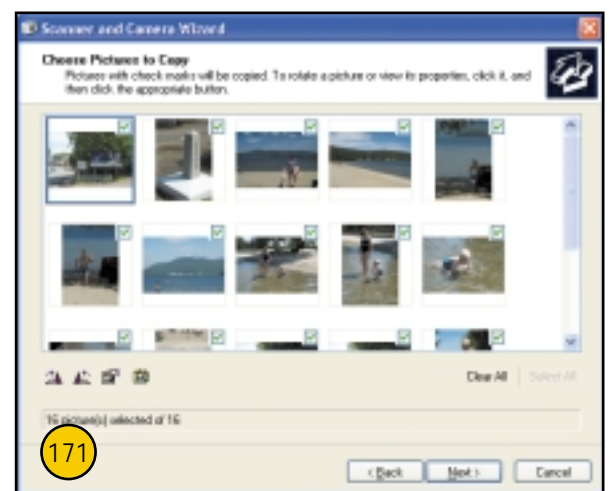 Scanner and Camera Wizard
Choose Pictures to Copy
Pictures with check marks will be copied. To rotate a picture or view its properties, click it, and
then click the appropriate button.
Clear All Select All
16 picture(s) selected of 16
171
< Back Next > Cancel